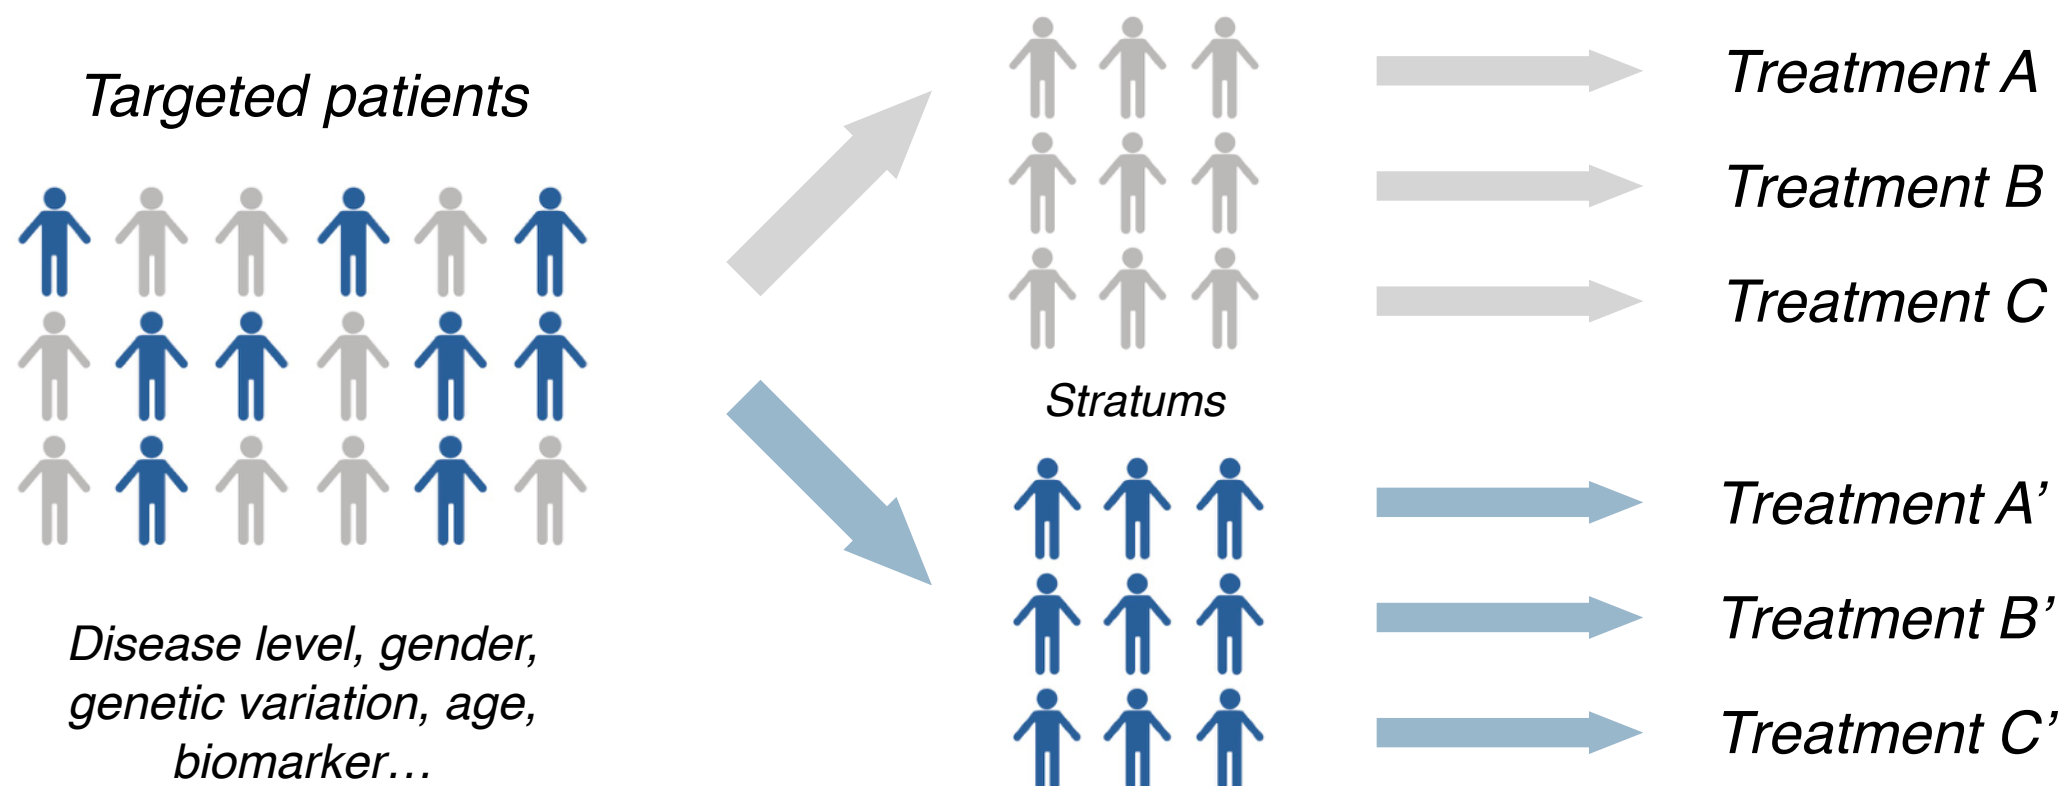 Targeted patients
Disease level, gender,
genetic variation, age,
biomarker…
Stratums
Treatment A
Treatment B
Treatment C
Treatment A’
Treatment B’
Treatment C’